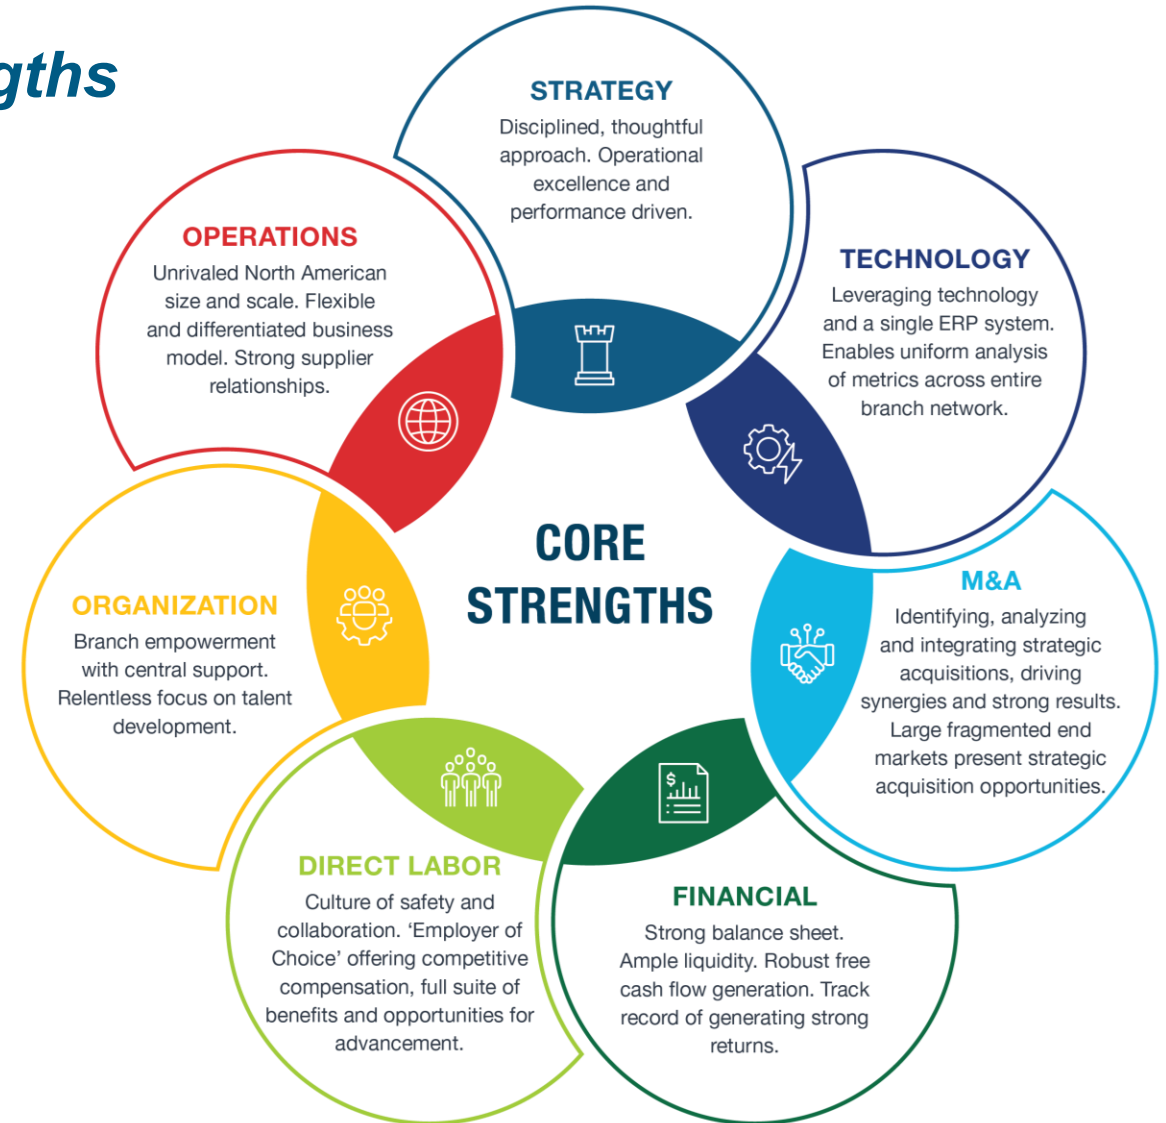 gths
STRATEGY
Disciplined, thoughtful
approach. Operational
excellence and
performance driven.
TECHNOLOGY
Leveraging technology
and a single ERP system.
Enables uniform analysis
of metrics across entire
branch network.
M&A
Identifying, analyzing
and integrating strategic
acquisitions, driving
synergies and strong results.
Large fragmented end
markets present strategic
acquisition opportunities.
FINANCIAL
Strong balance sheet.
Ample liquidity. Robust free
cash flow generation. Track
record of generating strong
returns.
DIRECT LABOR
Culture of safety and
collaboration. ‘Employer of
Choice’ offering competitive
compensation, full suite of
benefits and opportunities for
advancement.
ORGANIZATION
Branch empowerment
with central support.
Relentless focus on talent
development.
OPERATIONS
Unrivaled North American
size and scale. Flexible
and differentiated business
model. Strong supplier
relationships.
CORE
STRENGTHS
$